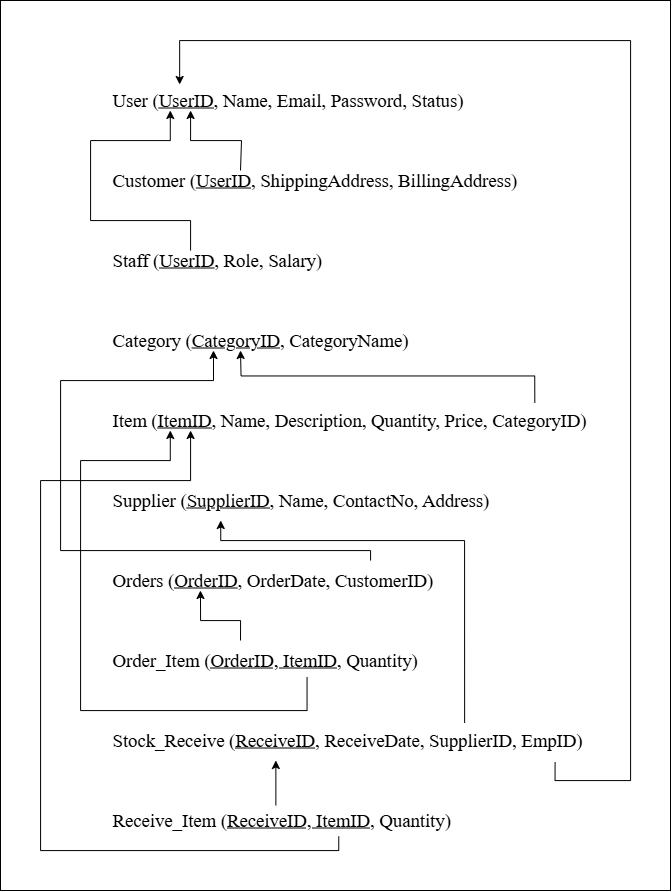 User (UserID, Name, Email, Password, Status)
Customer (UserID, ShippingAddress, BillingAddress)
Staff (UserID, Role, Salary)
Category (CategoryID, CategoryName)
Item (ItemID, Name, Description, Quantity, Price, CategoryID)
Supplier (SupplierID, Name, ContactNo, Address)
Orders (OrderID, OrderDate, CustomerID)
Order_Item (OrderID, ItemID, Quantity)
Stock_Receive (ReceiveID, ReceiveDate, SupplierID, EmpID)
Receive_Item (ReceiveID, ItemID, Quantity)